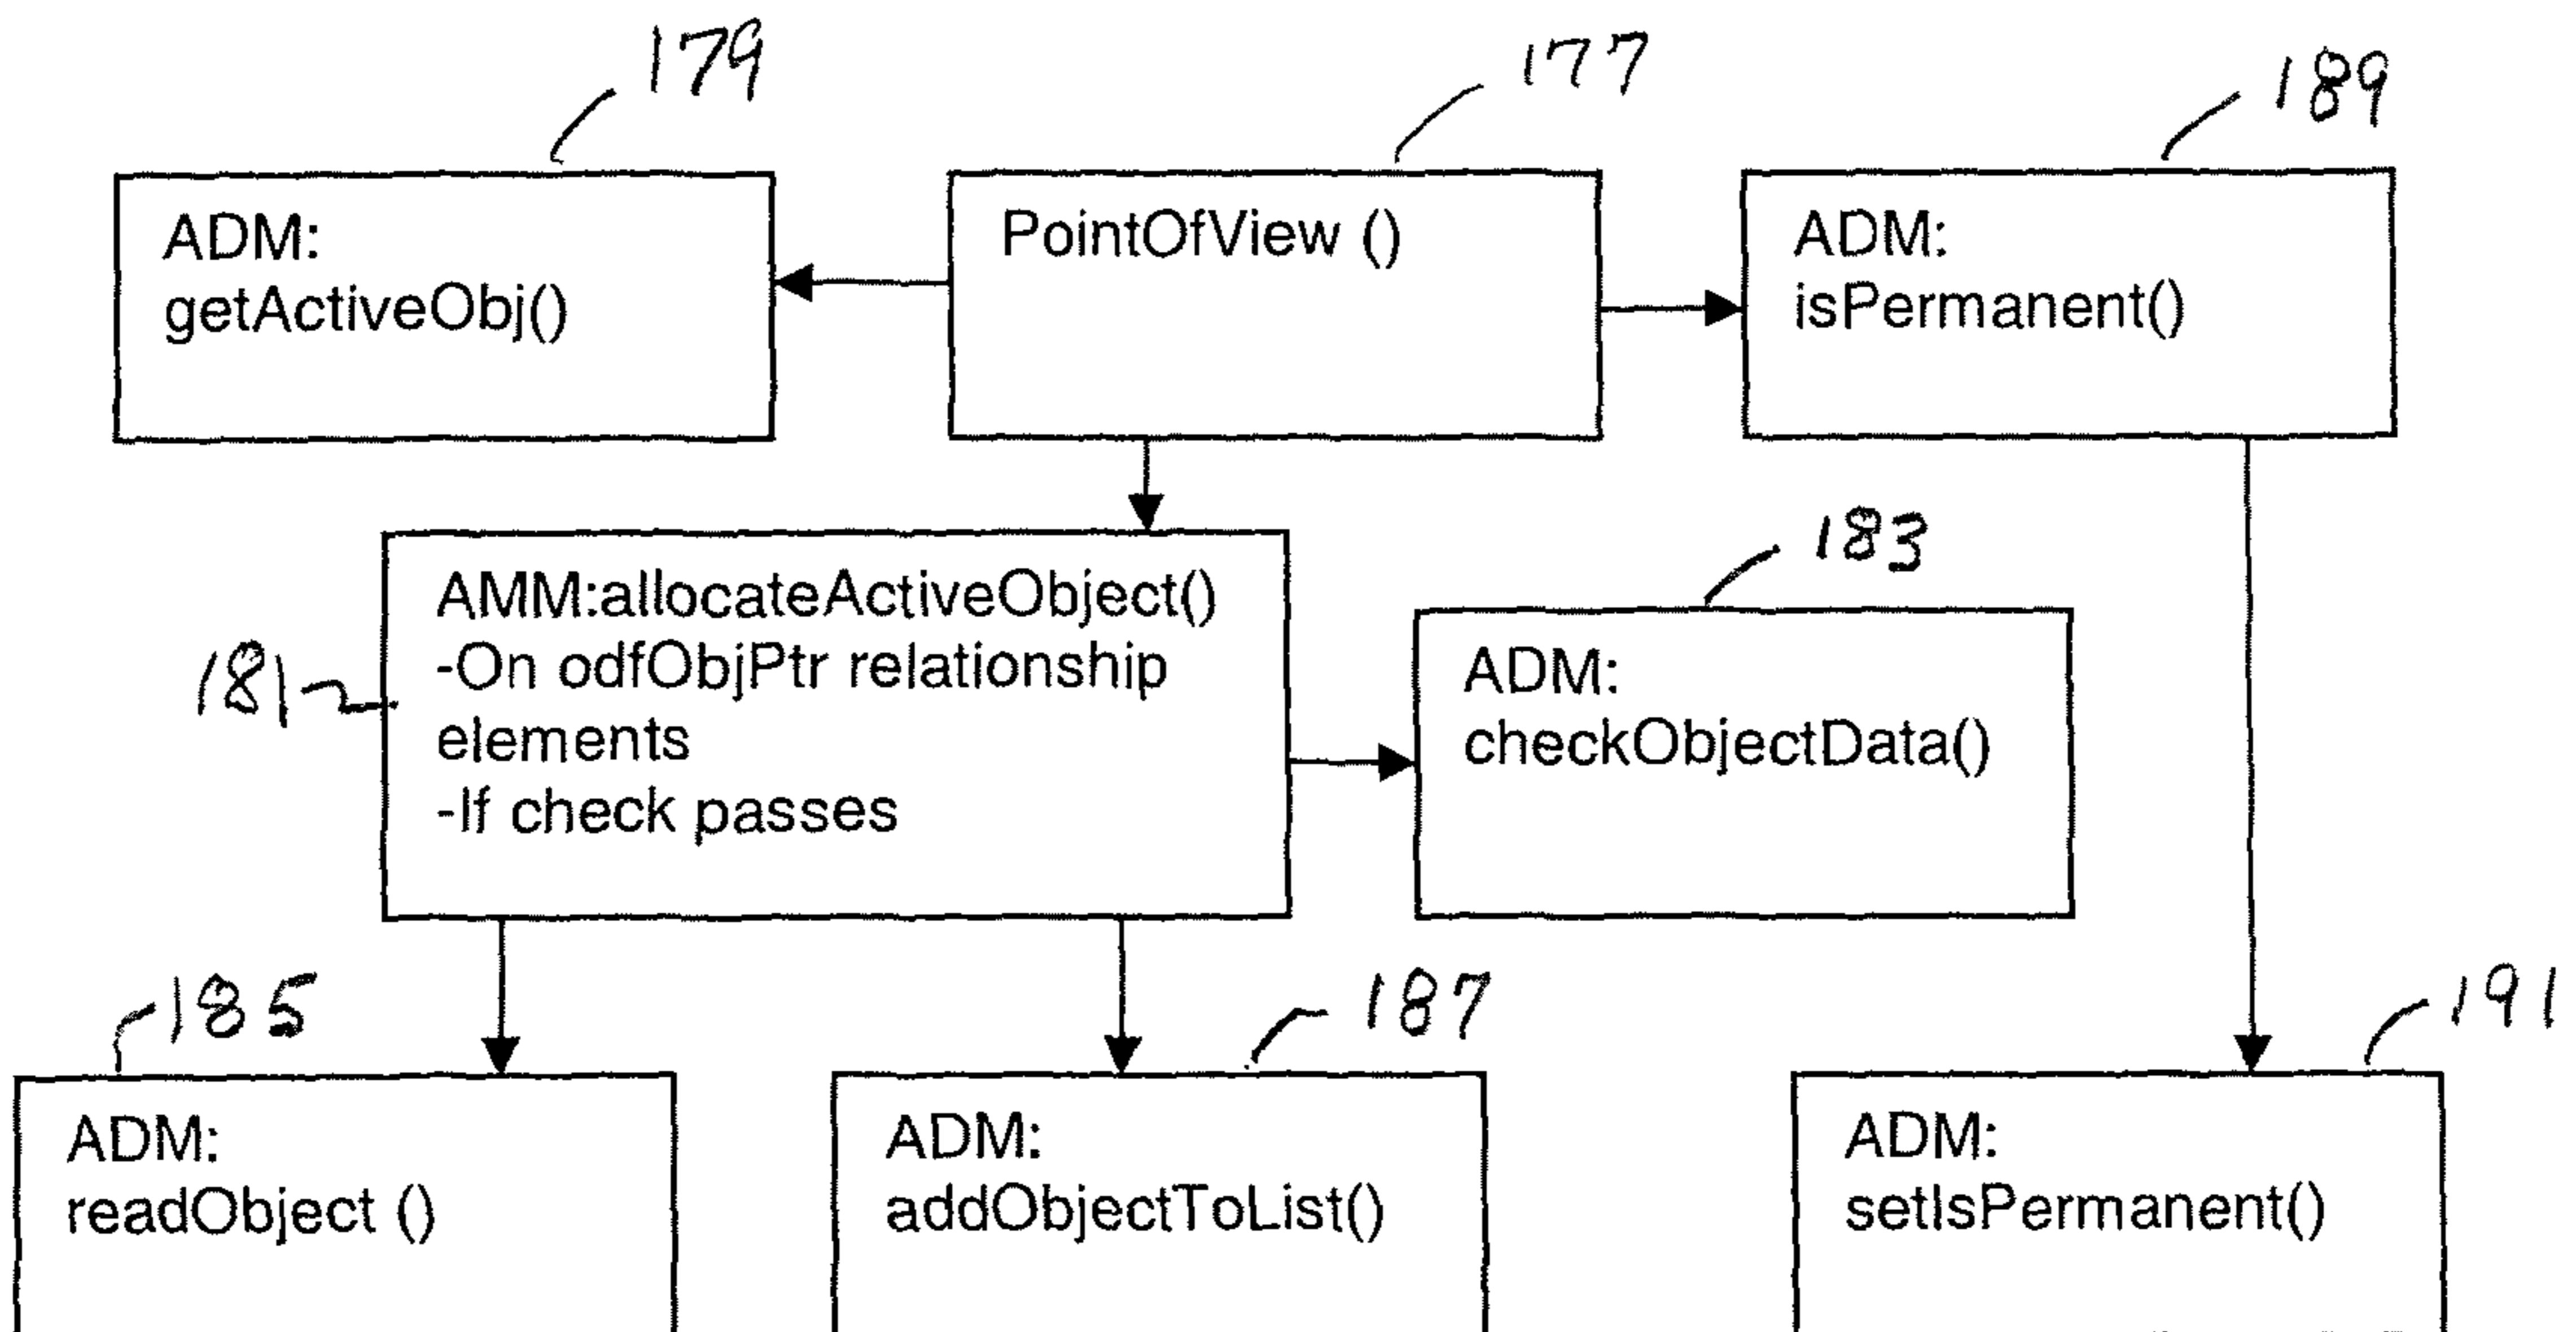 179
177
189
ADM:
getActiveObj()
PointOfView ()
ADM:
isPermanent()
181
AMM:allocateActiveObject()
-On odfObjPtr relationship
elements
-If check passes
183
ADM:
checkObjectData()
185
187
191
ADM:
readObject ()
ADM:
addObjectToList()
ADM:
setIsPermanent()